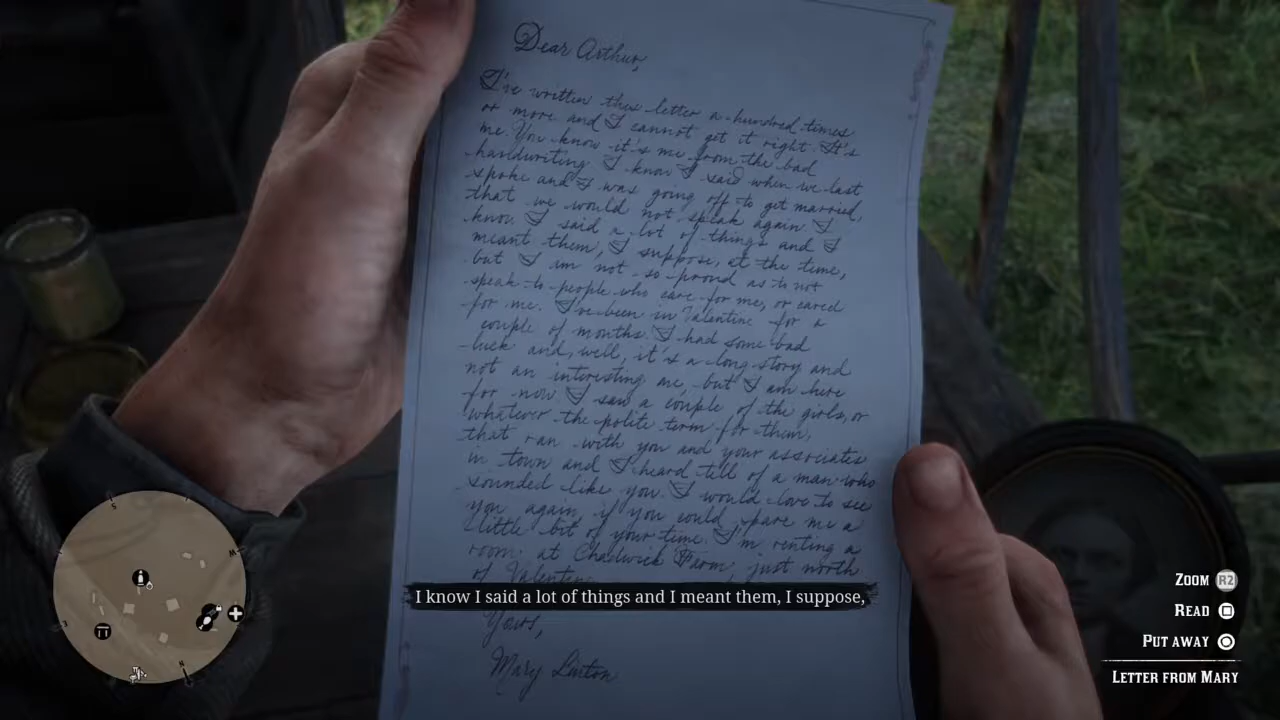 Dear Arthur,
I've written this letter a hundred times
or more and I cannot get it right. It's
me. You know it's me from the bad
handwriting. I know I said when we last
spoke and I was going off to get married,
that we would not speak again. I
know I said a lot of things and I
meant them, I suppose, at the time,
but I am not so proud as to not
speak to people who care for me, or cared
for me. I've been in Valentine for a
couple of months. I had some bad
luck and, well, it's a long story and
not an interesting one, but I am here
for now. I saw a couple of the girls, or
whatever the polite term for them,
that ran with you and your associates
in town and I heard tell of a man who
sounded like you. I would love to see
you again, if you could spare me a
little bit of your time. I'm renting a
room at Chadwick Farm, just north
of Valentine
I know I said a lot of things and I meant them, I suppose,
Yours,
Mary Linton
ZOOM R2
READ
PUT AWAY
LETTER FROM MARY
S
W
E
N